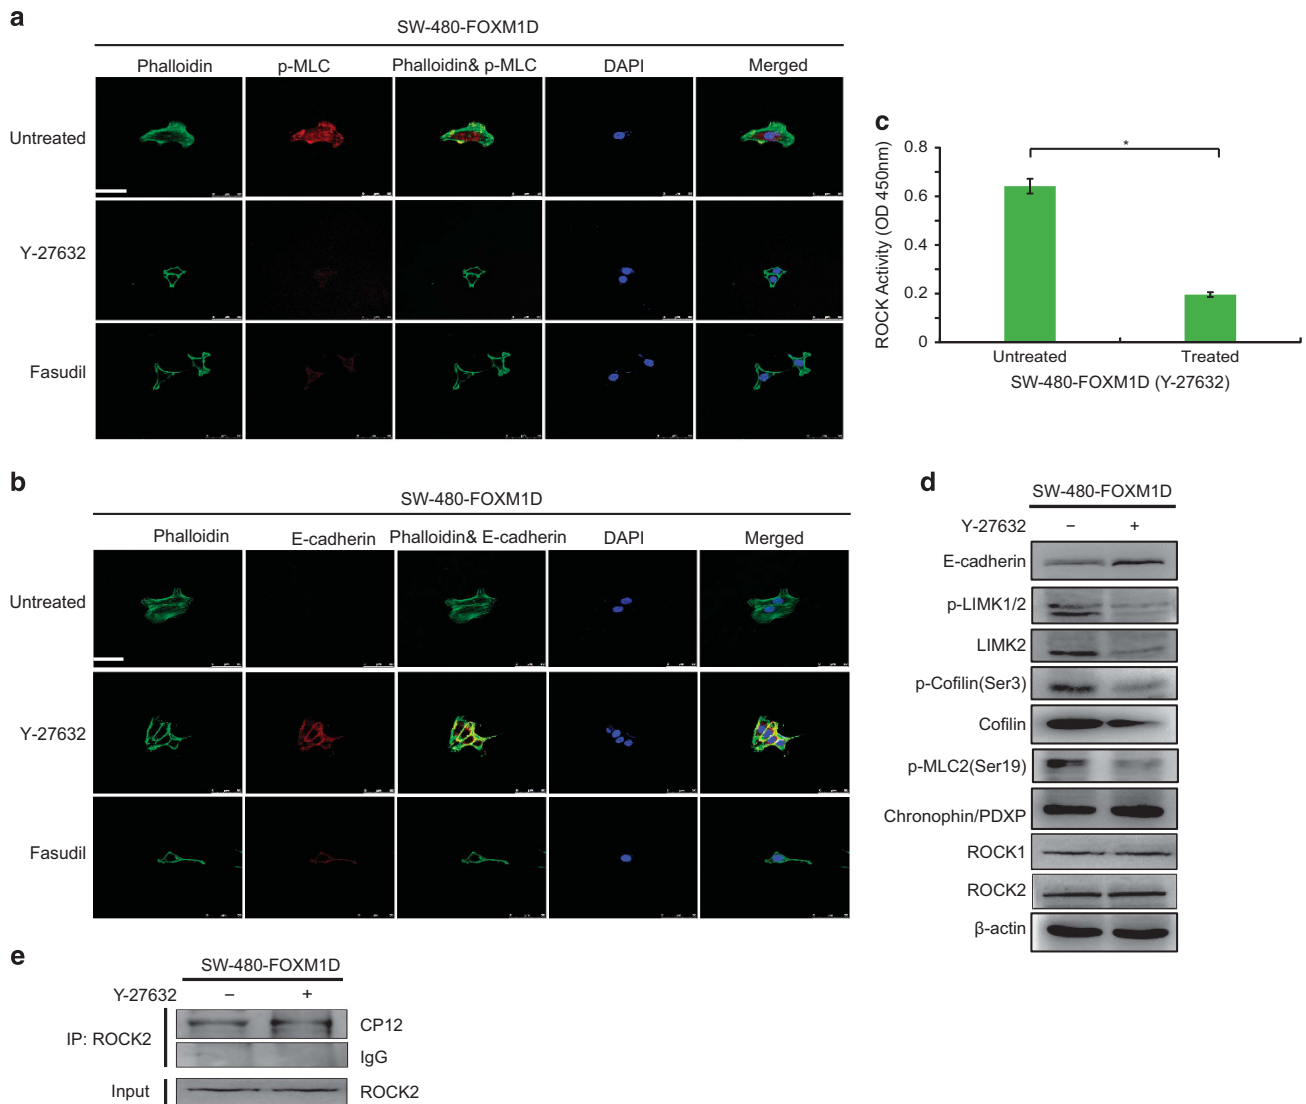 a
SW-480-FOXM1D
Phalloidin p-MLC Phalloidin& p-MLC DAPI Merged
Untreated
Y-27632
Fasudil
b
SW-480-FOXM1D
Phalloidin E-cadherin Phalloidin& E-cadherin DAPI Merged
Untreated
Y-27632
Fasudil
c
ROCK Activity (OD 450nm)
0.8
0.6
0.4
0.2
0
*
Untreated Treated
SW-480-FOXM1D (Y-27632)
d
SW-480-FOXM1D
Y-27632 − +
E-cadherin
p-LIMK1/2
LIMK2
p-Cofilin(Ser3)
Cofilin
p-MLC2(Ser19)
Chronophin/PDXP
ROCK1
ROCK2
β-actin
e
SW-480-FOXM1D
Y-27632 − +
IP: ROCK2
CP12
IgG
Input ROCK2